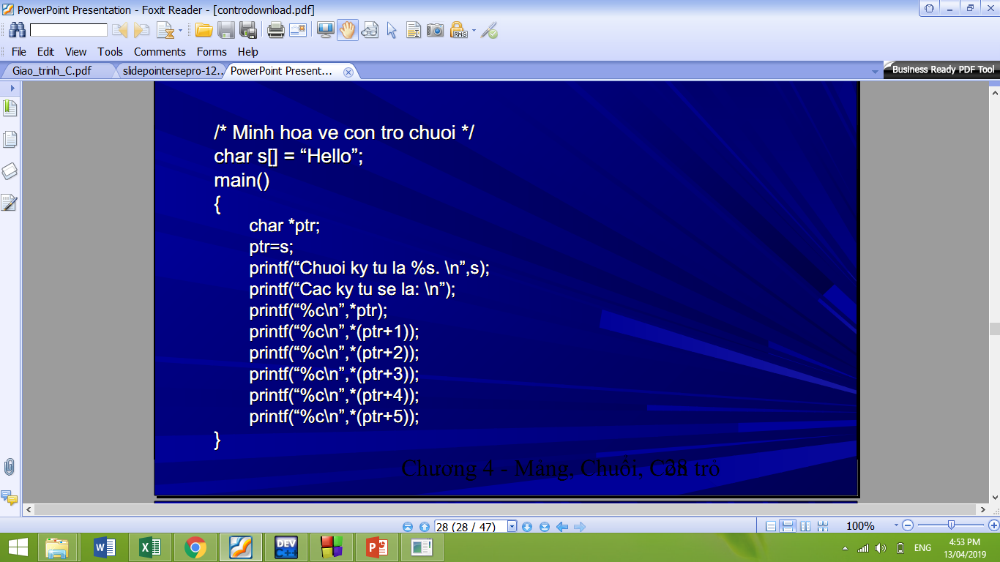 PowerPoint Presentation - Foxit Reader - [controdownload.pdf]
RMS
File Edit View Tools Comments Forms Help
Giao_trinh_C.pdf slidepointersepro-12.. PowerPoint Present... Business Ready PDF Tool
/* Minh hoa ve con tro chuoi */
char s[] = “Hello”;
main()
{
char *ptr;
ptr=s;
printf(“Chuoi ky tu la %s. \n”,s);
printf(“Cac ky tu se la: \n”);
printf(“%c\n”,*ptr);
printf(“%c\n”,*(ptr+1));
printf(“%c\n”,*(ptr+2));
printf(“%c\n”,*(ptr+3));
printf(“%c\n”,*(ptr+4));
printf(“%c\n”,*(ptr+5));
}
Chương 4 - Mảng, Chuỗi, trỏ
28 (28 / 47) 100%
DEV C++ ENG 4:53 PM
13/04/2019